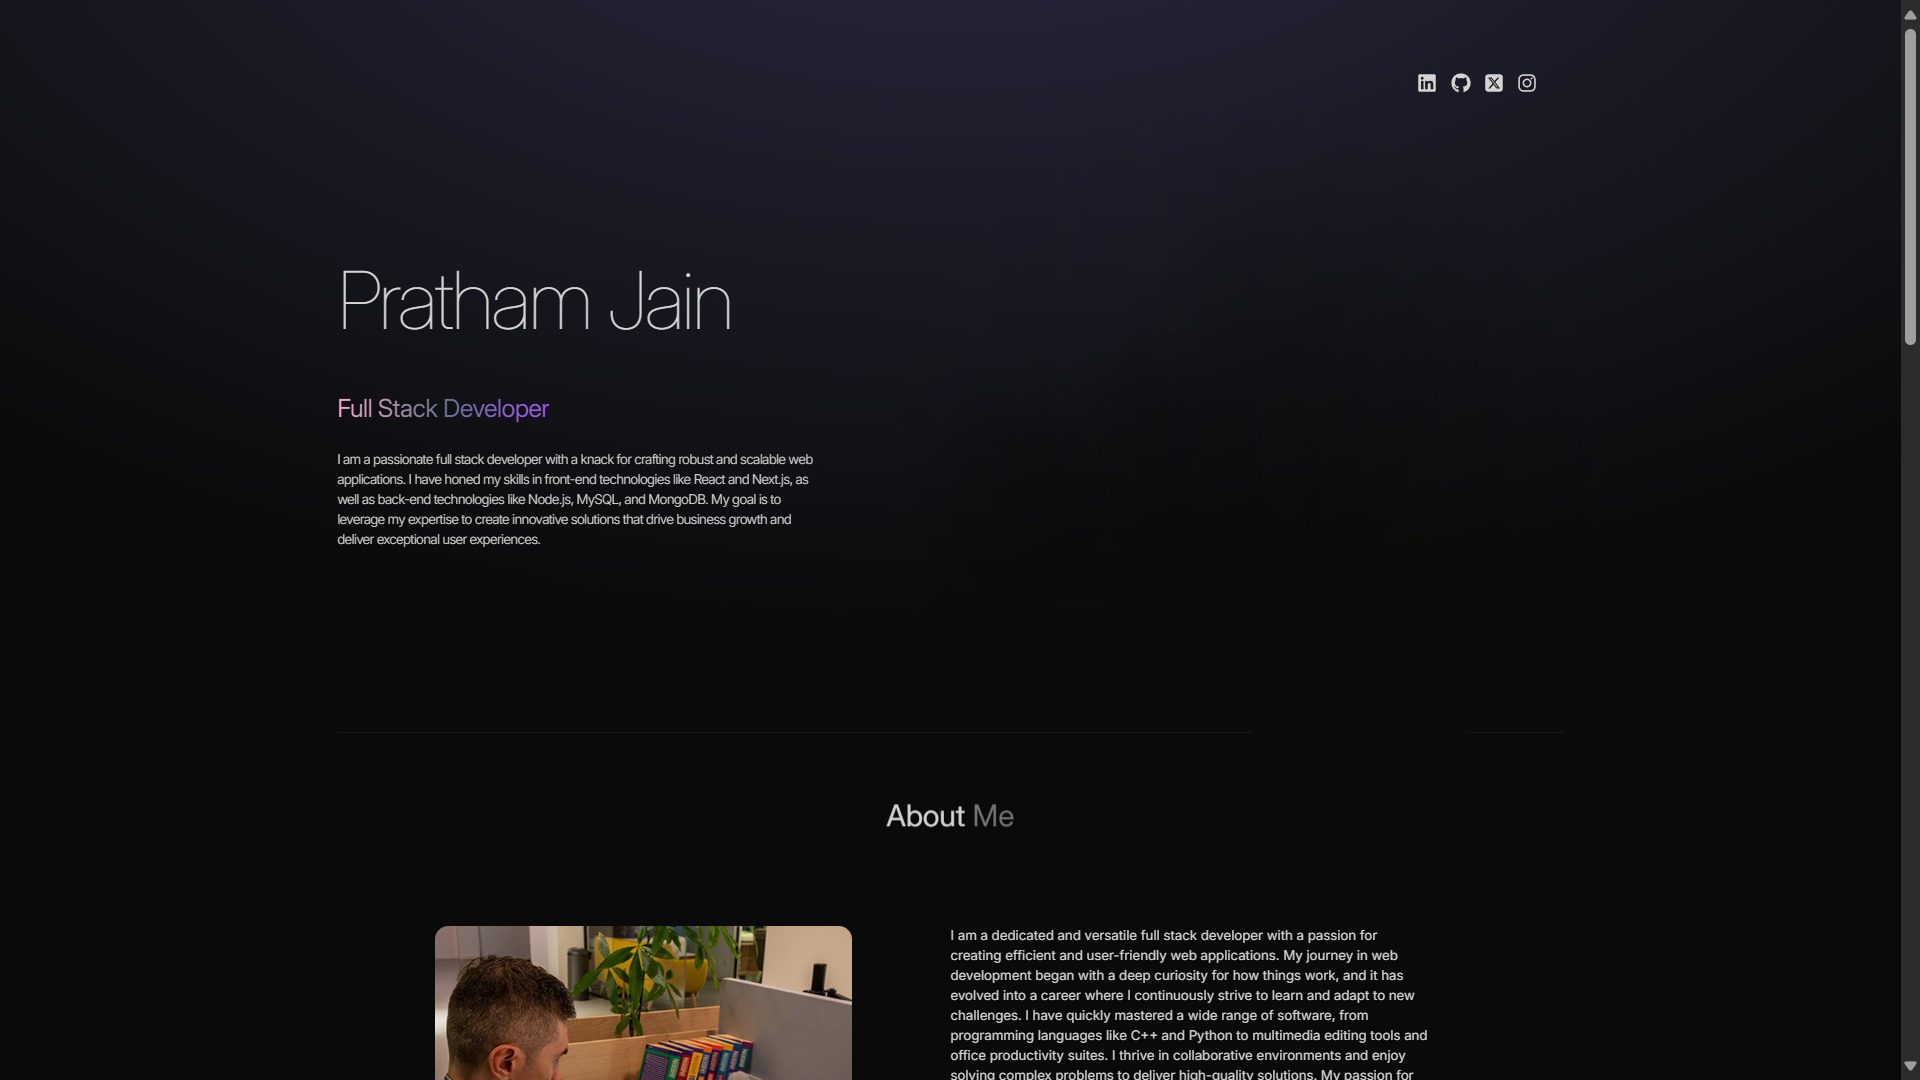 Pratham Jain
Full Stack Developer
I am a passionate full stack developer with a knack for crafting robust and scalable web
applications. I have honed my skills in front-end technologies like React and Next.js, as
well as back-end technologies like Node.js, MySQL, and MongoDB. My goal is to
leverage my expertise to create innovative solutions that drive business growth and
deliver exceptional user experiences.
About Me
I am a dedicated and versatile full stack developer with a passion for
creating efficient and user-friendly web applications. My journey in web
development began with a deep curiosity for how things work, and it has
evolved into a career where I continuously strive to learn and adapt to new
challenges. I have quickly mastered a wide range of software, from
programming languages like C++ and Python to multimedia editing tools and
office productivity suites. I thrive in collaborative environments and enjoy
solving complex problems to deliver high-quality solutions. My passion for